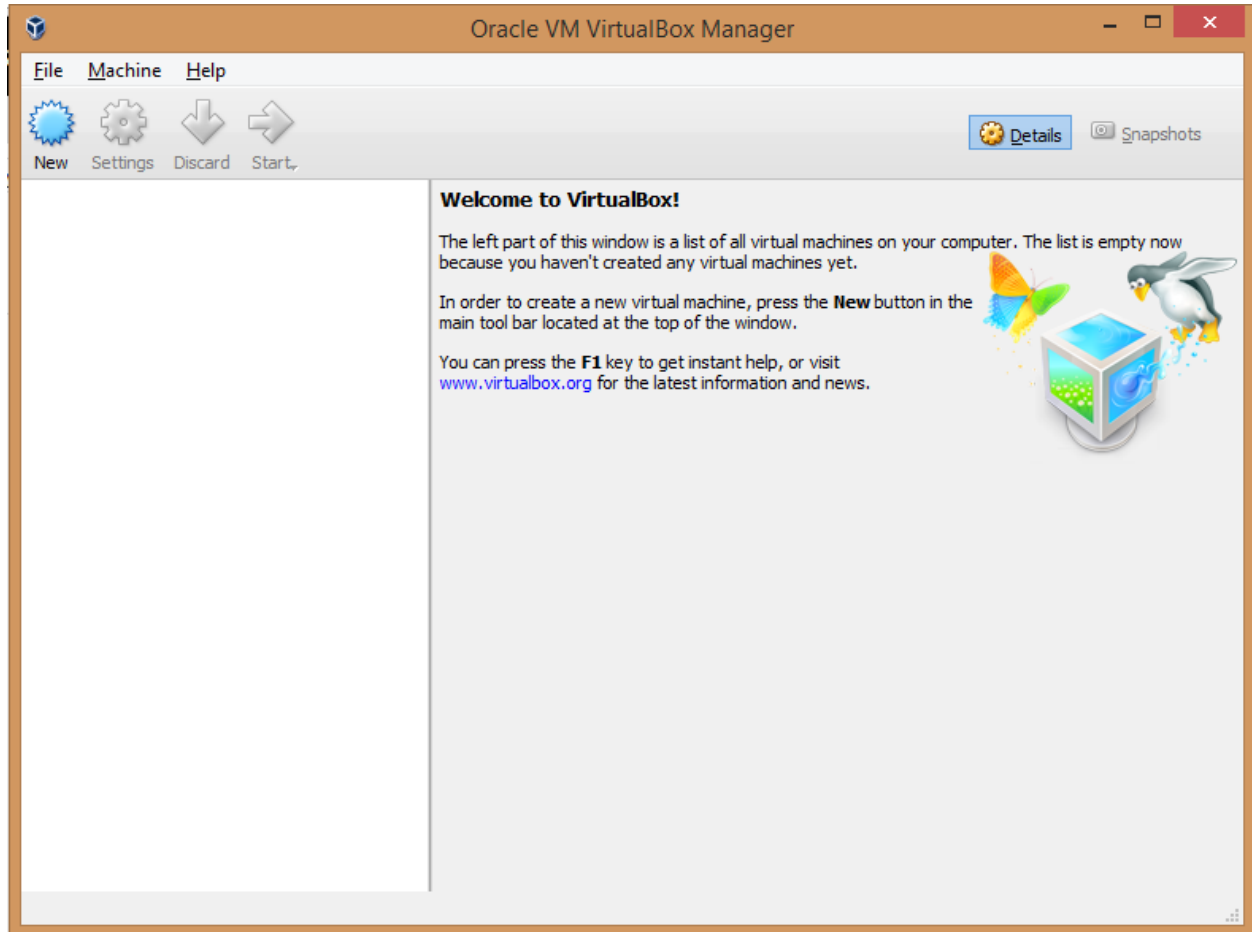 Oracle VM VirtualBox Manager
File Machine Help
New Settings Discard Start
Details Snapshots
Welcome to VirtualBox!
The left part of this window is a list of all virtual machines on your computer. The list is empty now
because you haven't created any virtual machines yet.
In order to create a new virtual machine, press the New button in the
main tool bar located at the top of the window.
You can press the F1 key to get instant help, or visit
www.virtualbox.org for the latest information and news.